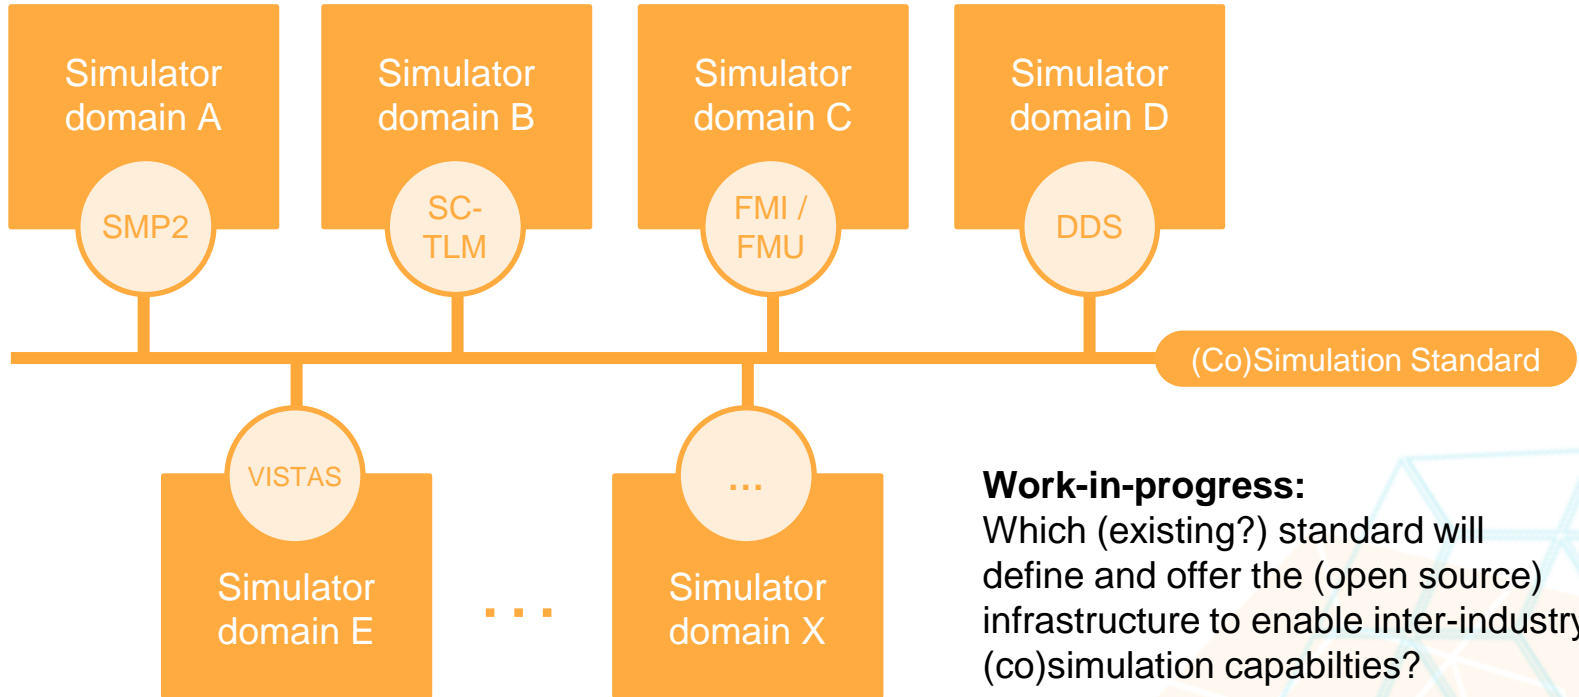 Simulator
domain A
SMP2
Simulator
domain B
SC-
TLM
Simulator
domain C
FMI /
FMU
Simulator
domain D
DDS
(Co)Simulation Standard
VISTAS
Simulator
domain E
...
...
Simulator
domain X
Work-in-progress:
Which (existing?) standard will
define and offer the (open source)
infrastructure to enable inter-industry
(co)simulation capabilties?